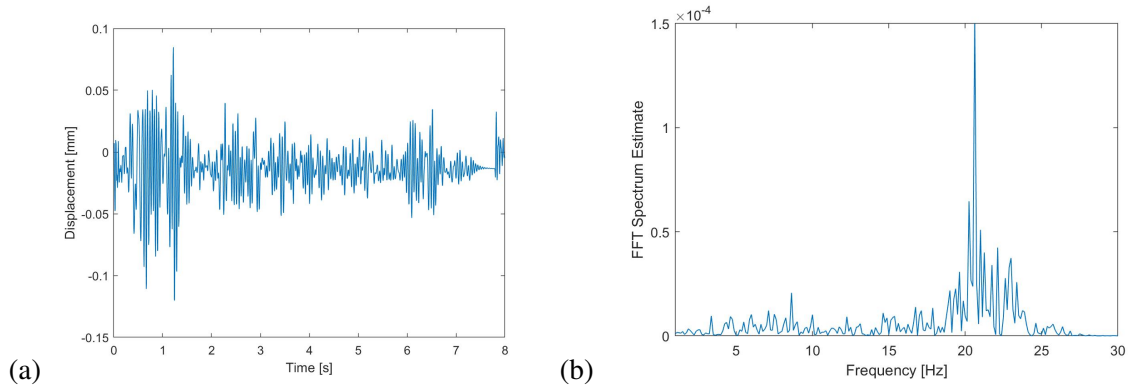 (a)
0.1
0.05
0
-0.05
-0.1
-0.15
Displacement [mm]
0 1 2 3 4 5 6 7 8
Time [s]
(b)
×10⁻⁴
1.5
1
0.5
0
FFT Spectrum Estimate
5 10 15 20 25 30
Frequency [Hz]